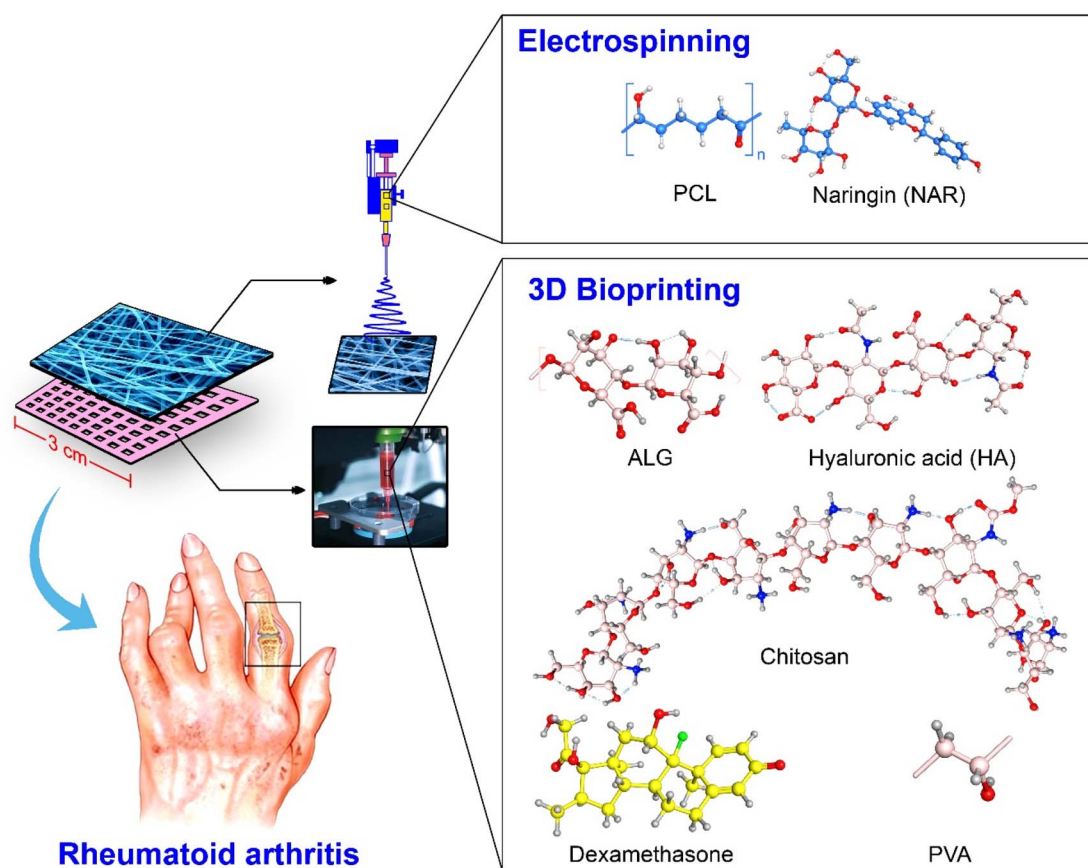 Electrospinning
n
PCL
Naringin (NAR)
3D Bioprinting
ALG
Hyaluronic acid (HA)
Chitosan
Dexamethasone
PVA
3 cm
Rheumatoid arthritis